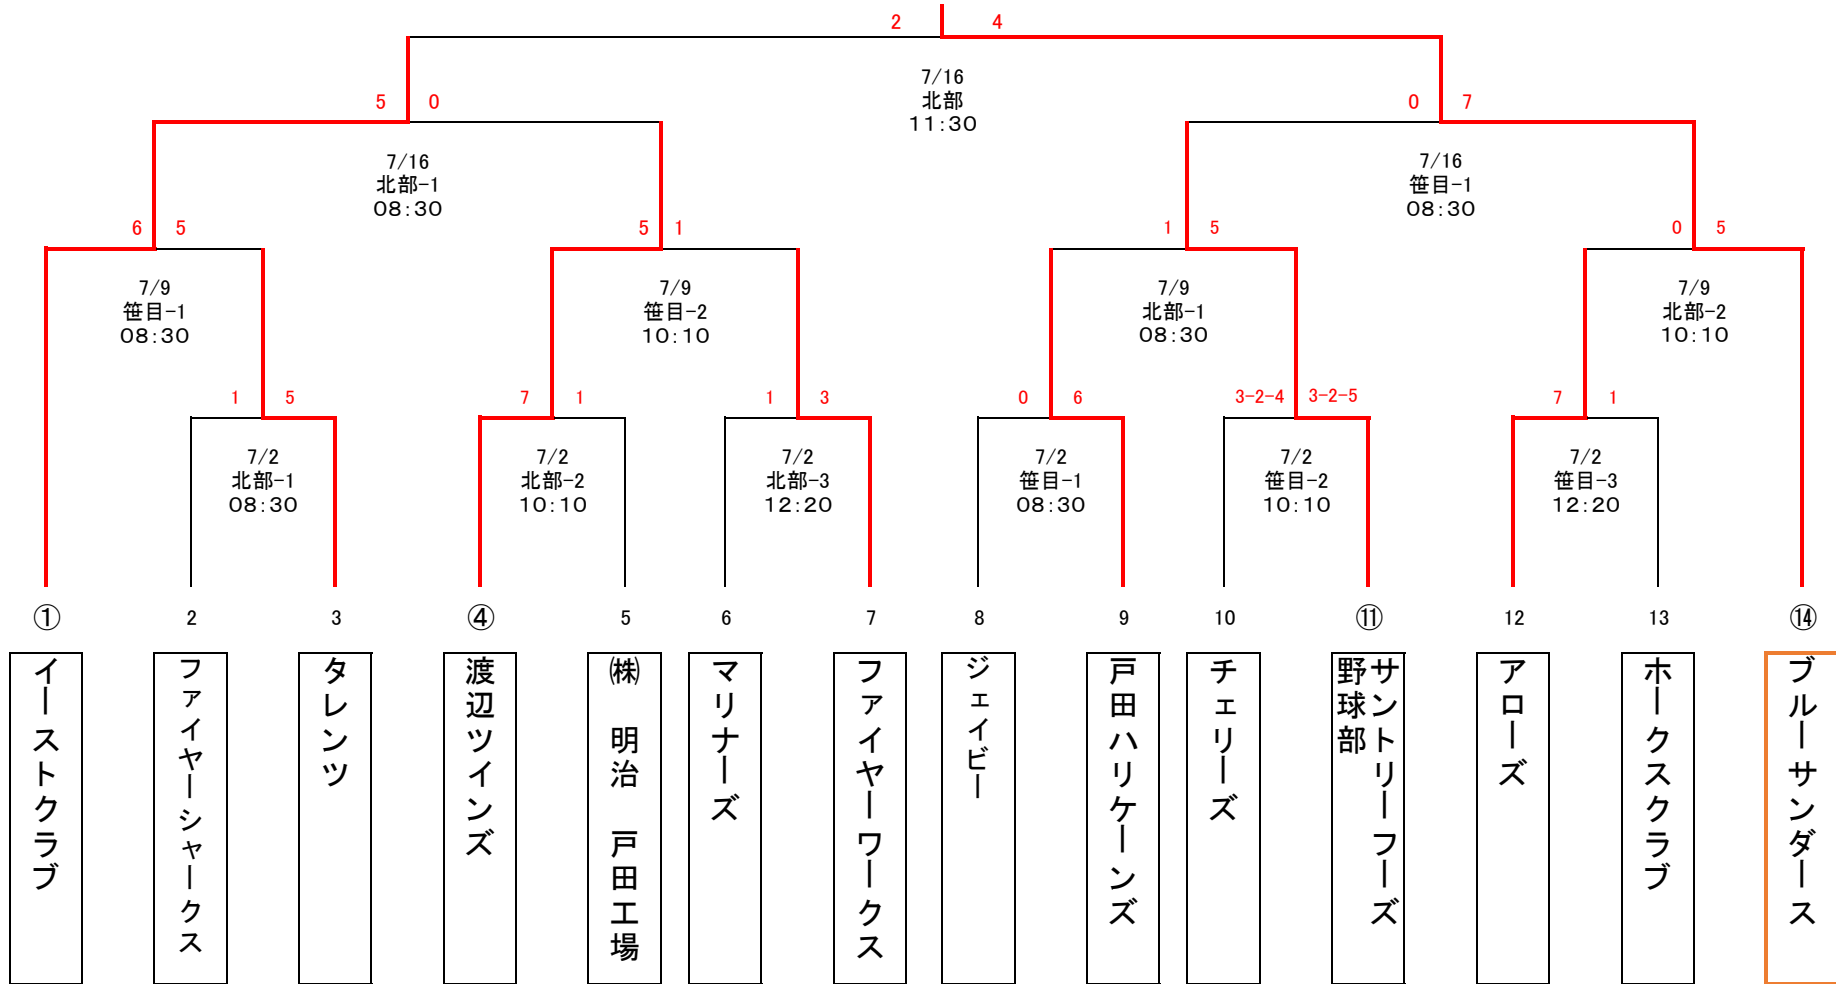 2 4
7/16
北部
11:30
5 0
0 7
7/16
北部-1
08:30
7/16
笹目-1
08:30
6 5
5 1
1 5
0 5
7/9
笹目-1
08:30
7/9
笹目-2
10:10
7/9
北部-1
08:30
7/9
北部-2
10:10
1 5
7 1
1 3
0 6
3-2-4 3-2-5
7 1
7/2
北部-1
08:30
7/2
北部-2
10:10
7/2
北部-3
12:20
7/2
笹目-1
08:30
7/2
笹目-2
10:10
7/2
笹目-3
12:20
① 2 3 ④ 5 6 7 8 9 10 ⑪ 12 13 ⑭
イーストクラブ
ファイヤーシャークス
タレンツ
渡辺ツインズ
㈱ 明治 戸田工場
マリナーズ
ファイヤーワークス
ジェイビー
戸田ハリケーンズ
チェリーズ
サントリーフーズ
野球部
アローズ
ホークスクラブ
ブルーサンダース